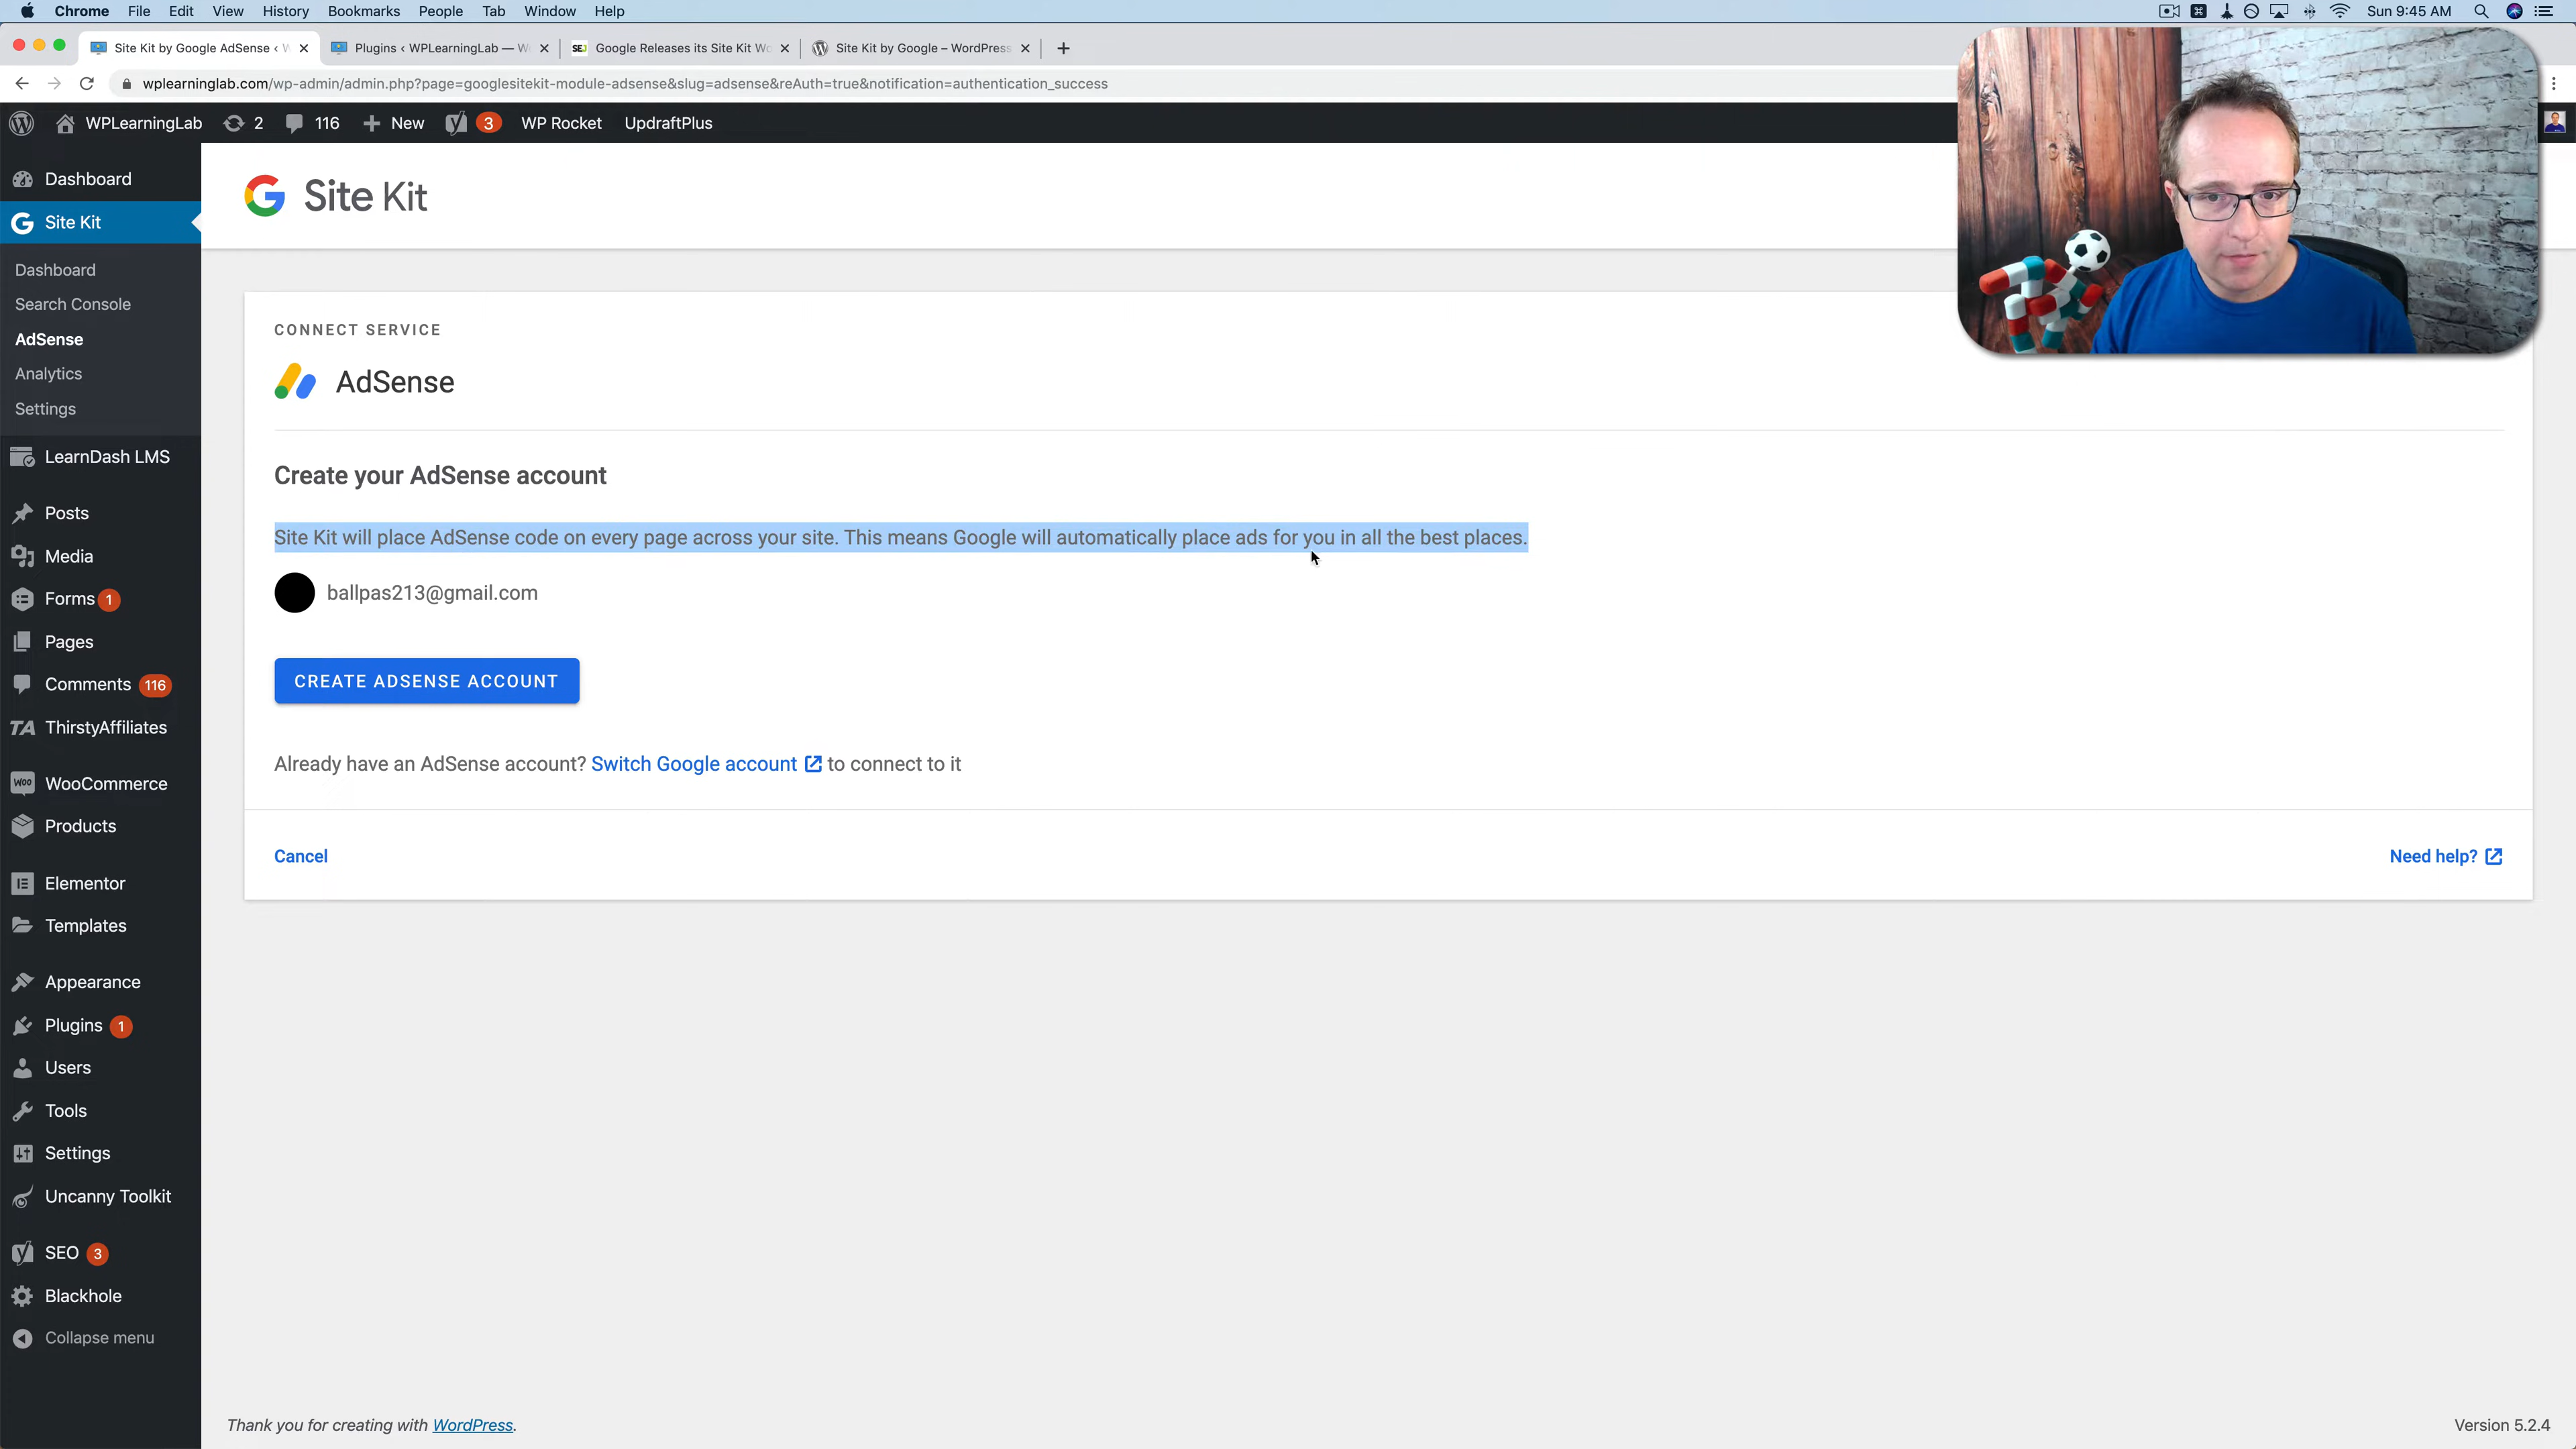 Chrome File Edit View History Bookmarks People Tab Window Help Sun 9:45 AM
Site Kit by Google AdSense ‹ W Plugins ‹ WPLearningLab — W Google Releases its Site Kit Wo Site Kit by Google – WordPress
wplearninglab.com/wp-admin/admin.php?page=googlesitekit-module-adsense&slug=adsense&reAuth=true&notification=authentication_success
WPLearningLab 2 116 New 3 WP Rocket UpdraftPlus
Dashboard
Site Kit
Dashboard
Search Console
AdSense
Analytics
Settings
LearnDash LMS
Posts
Media
Forms 1
Pages
Comments 116
TA ThirstyAffiliates
Woo WooCommerce
Products
Elementor
Templates
Appearance
Plugins 1
Users
Tools
Settings
Uncanny Toolkit
SEO 3
Blackhole
Collapse menu
Site Kit
CONNECT SERVICE
AdSense
Create your AdSense account
Site Kit will place AdSense code on every page across your site. This means Google will automatically place ads for you in all the best places.
ballpas213@gmail.com
CREATE ADSENSE ACCOUNT
Already have an AdSense account? Switch Google account to connect to it
Cancel Need help?
Thank you for creating with WordPress. Version 5.2.4